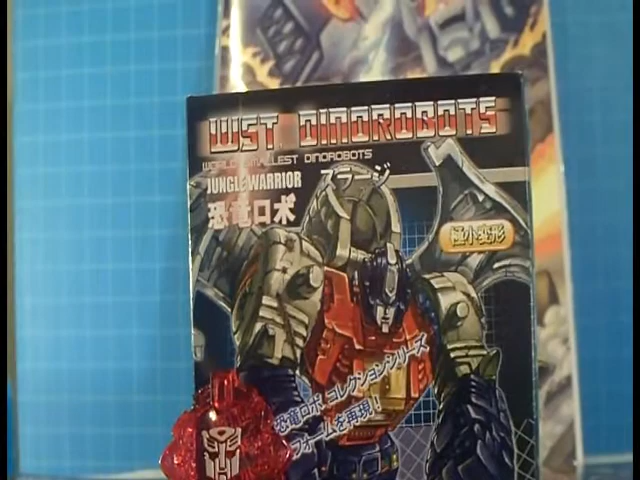 WST. DINOROBOTS
WORLD SMALLEST DINOROBOTS
JUNGLE WARRIOR スラージ
恐竜ロボ
極小変形
恐竜ロボ コレクションシリーズ
フォームを再現!